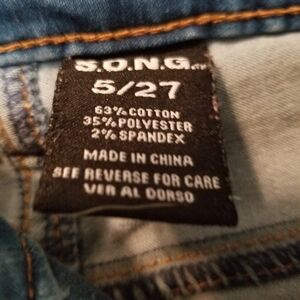 S.O.N.G.
5/27
63% COTTON
35% POLYESTER
2% SPANDEX
MADE IN CHINA
SEE REVERSE FOR CARE
VER AL DORSO